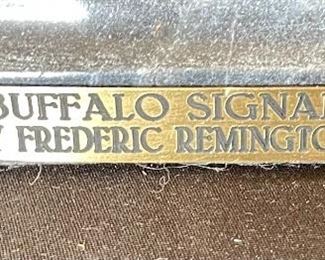 BUFFALO SIGNAL
Y FREDERIC REMINGTO